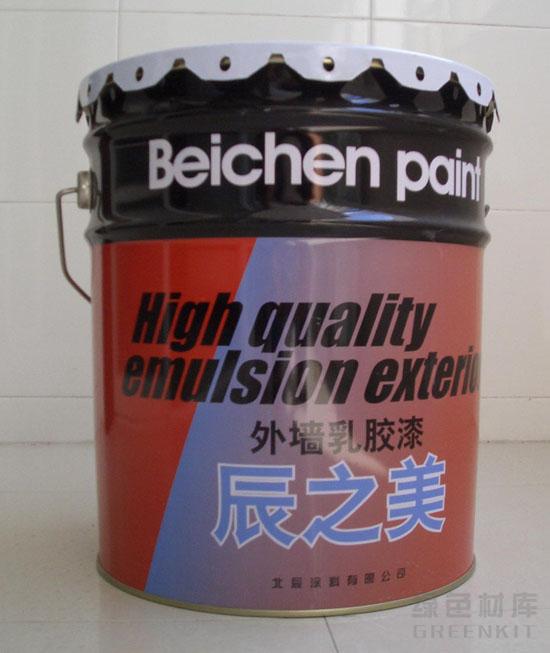 Beichen paint
High quality
emulsion exterio
外墙乳胶漆
辰之美
北辰涂料有限公司
绿色材库
GREENKIT